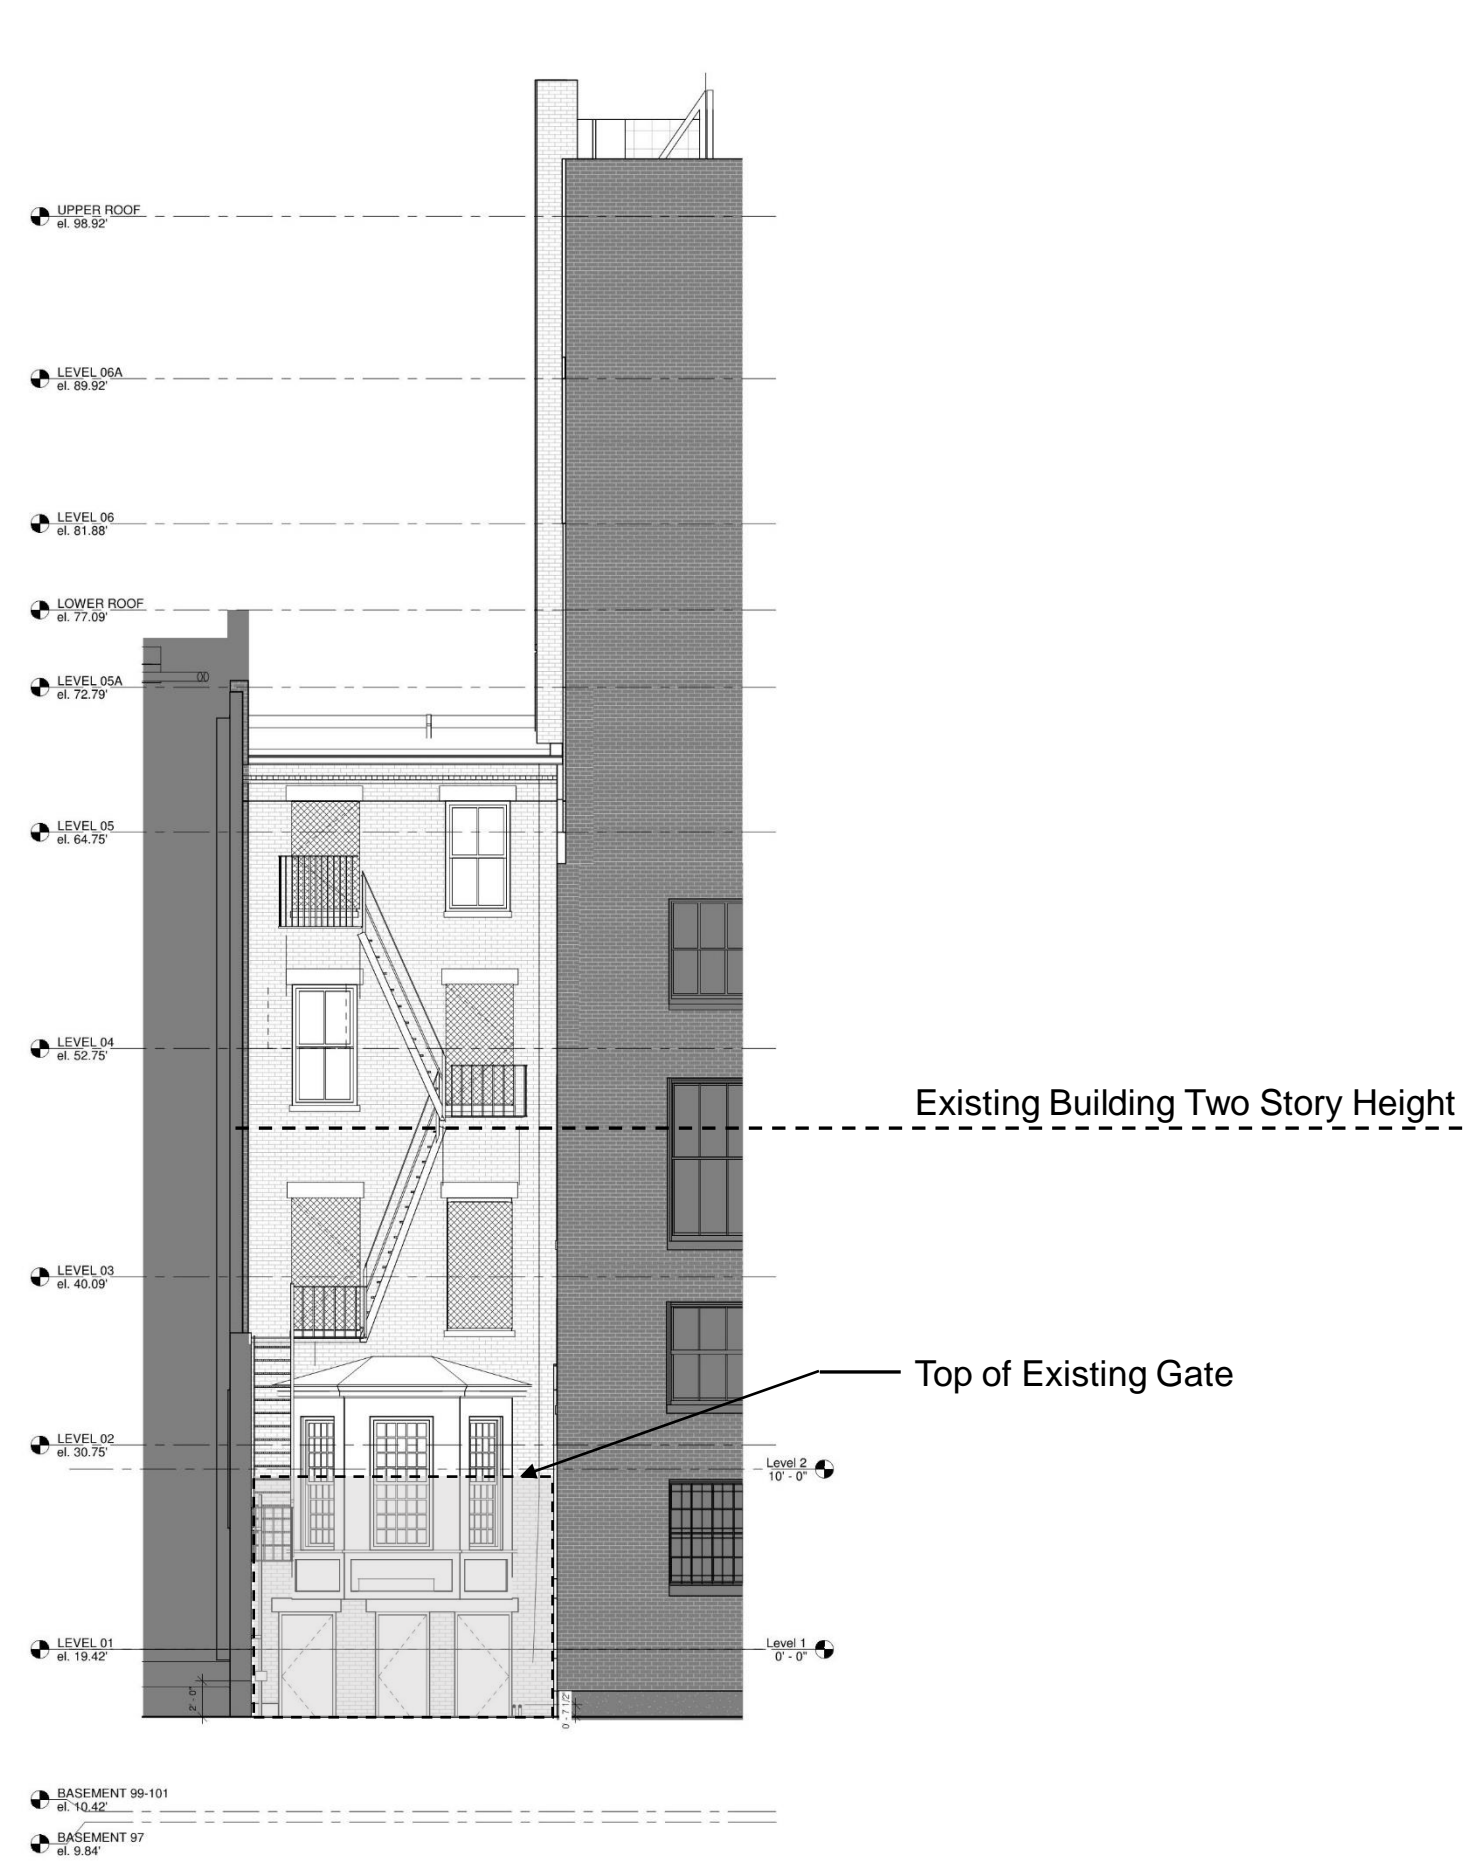 UPPER ROOF
el. 98.92'
LEVEL 06A
el. 89.92'
LEVEL 06
el. 81.88'
LOWER ROOF
el. 77.09'
LEVEL 05A
el. 72.79'
LEVEL 05
el. 64.75'
LEVEL 04
el. 52.75'
Existing Building Two Story Height
LEVEL 03
el. 40.09'
Top of Existing Gate
LEVEL 02
el. 30.75'
Level 2
10' - 0"
LEVEL 01
el. 19.42'
Level 1
0' - 0"
2' - 0"
0' - 7 1/2"
BASEMENT 99-101
el. 10.42'
BASEMENT 97
el. 9.84'